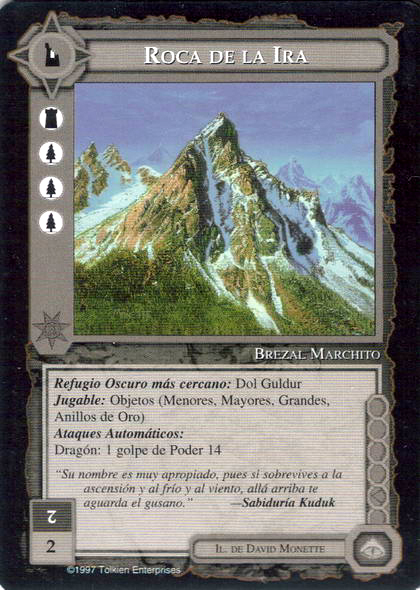 Roca de la Ira
Brezal Marchito
Refugio Oscuro más cercano: Dol Guldur
Jugable: Objetos (Menores, Mayores, Grandes,
Anillos de Oro)
Ataques Automáticos:
Dragón: 1 golpe de Poder 14
“Su nombre es muy apropiado, pues si sobrevives a la
ascensión y al frío y al viento, allá arriba te
aguarda el gusano.” —Sabiduría Kuduk
2
2
Il. de David Monette
©1997 Tolkien Enterprises